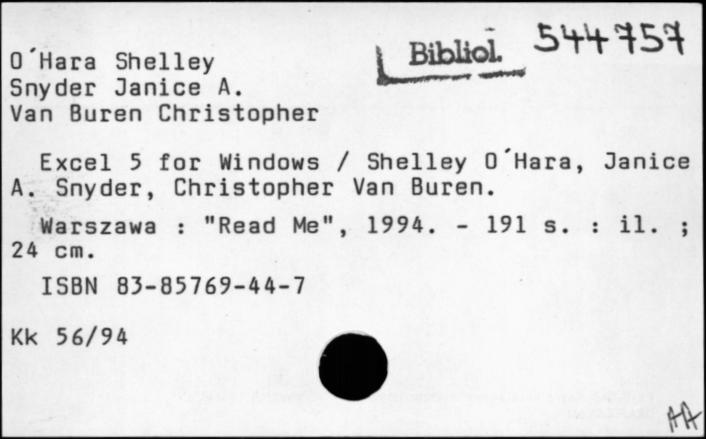 544757
Bibliol.
O´Hara Shelley
Snyder Janice A.
Van Buren Christopher
Excel 5 for Windows / Shelley O´Hara, Janice
A. Snyder, Christopher Van Buren.
Warszawa : "Read Me", 1994. - 191 s. : il. ;
24 cm.
ISBN 83-85769-44-7
Kk 56/94